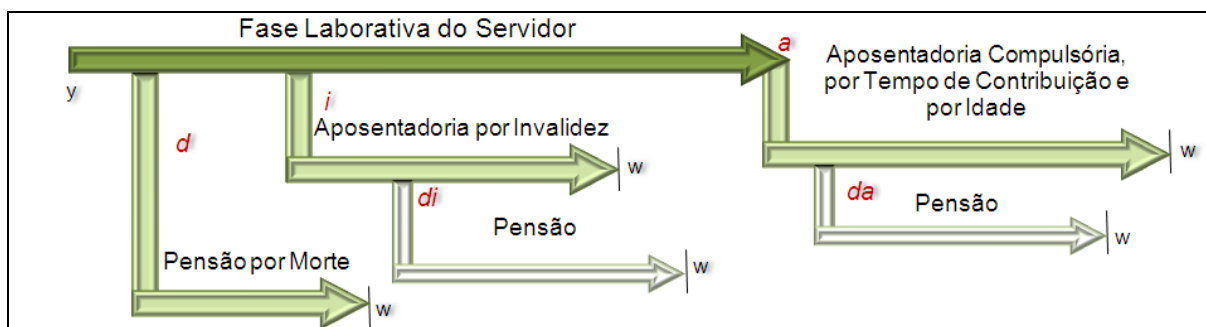 Fase Laborativa do Servidor
a
Aposentadoria Compulsória,
por Tempo de Contribuição e
por Idade
y
i
d
Aposentadoria por Invalidez
w
w
di
da
Pensão
Pensão
w
Pensão por Morte
w
w